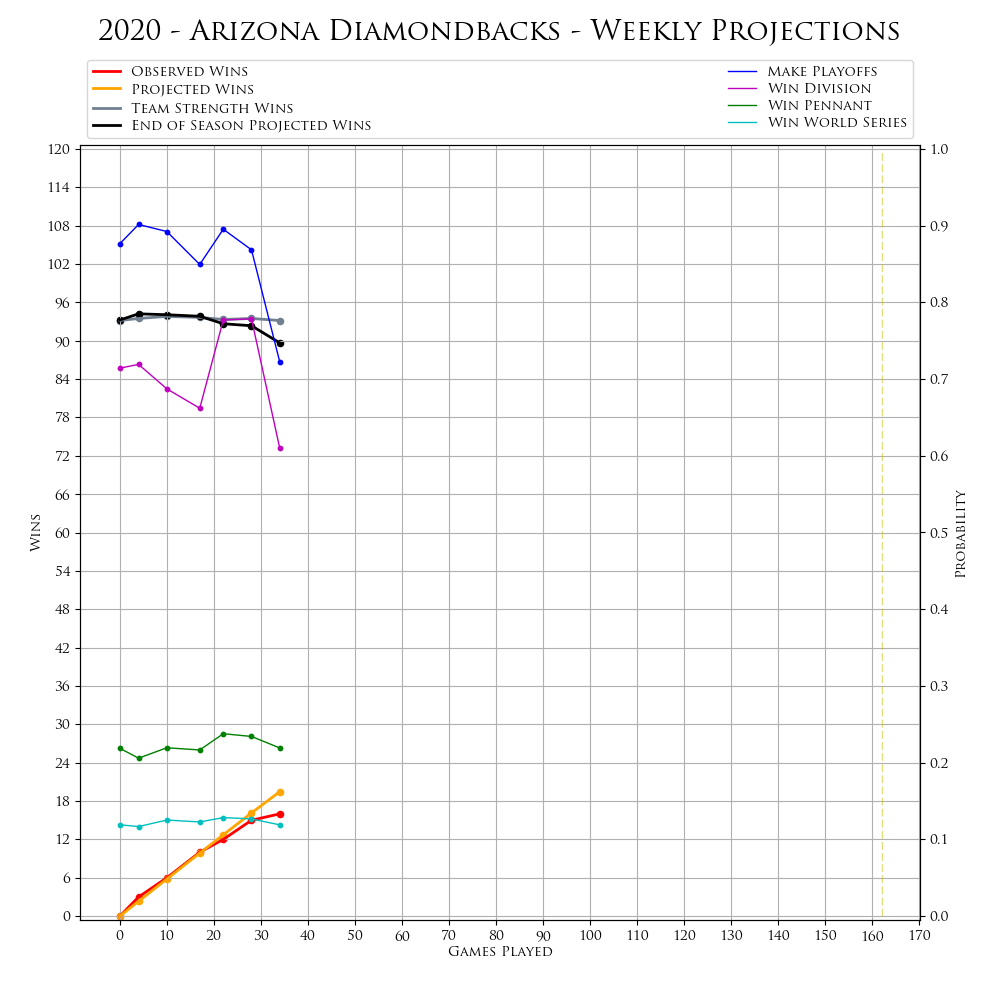 2020 - Arizona Diamondbacks - Weekly Projections
Observed Wins
Projected Wins
Team Strength Wins
End of Season Projected Wins
Make Playoffs
Win Division
Win Pennant
Win World Series
120
114
108
102
96
90
84
78
72
66
60
54
48
42
36
30
24
18
12
6
0
Wins
1.0
0.9
0.8
0.7
0.6
0.5
0.4
0.3
0.2
0.1
0.0
Probability
0 10 20 30 40 50 60 70 80 90 100 110 120 130 140 150 160 170
Games Played